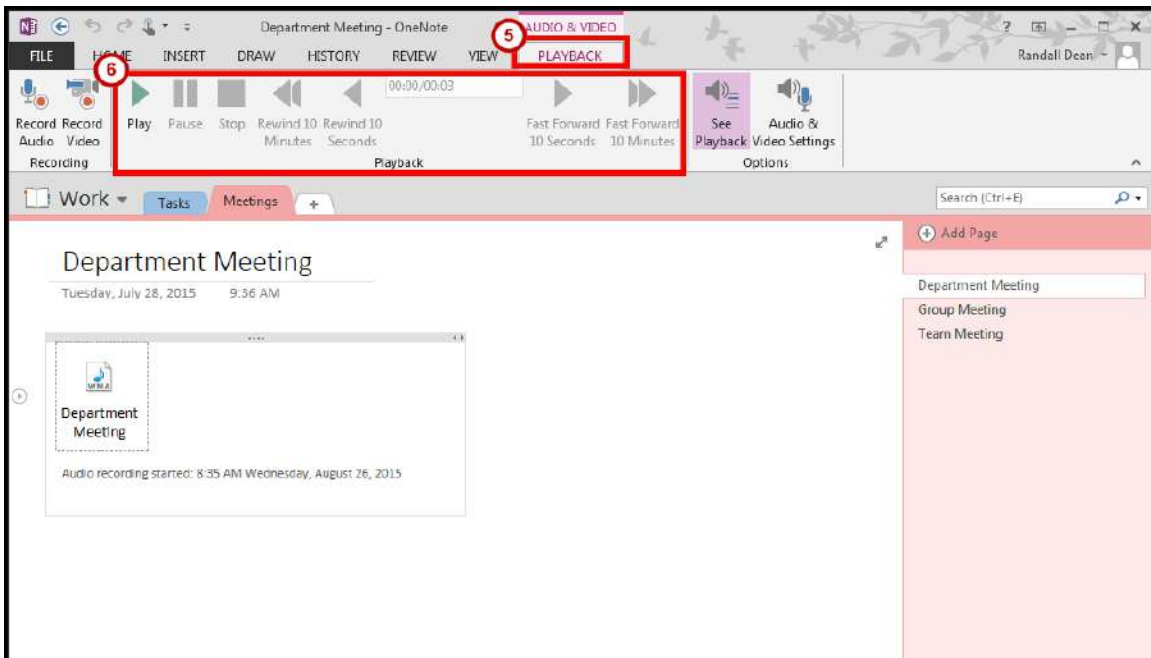 Department Meeting - OneNote
AUDIO & VIDEO
5
FILE HOME INSERT DRAW HISTORY REVIEW VIEW PLAYBACK
Randall Dean
6
00:00/00:03
Record Audio
Record Video
Play
Pause
Stop
Rewind 10 Minutes
Rewind 10 Seconds
Fast Forward 10 Seconds
Fast Forward 10 Minutes
See Playback
Audio & Video Settings
Recording
Playback
Options
Work
Tasks
Meetings
+
Search (Ctrl+E)
Add Page
Department Meeting
Tuesday, July 28, 2015 9:36 AM
Department Meeting
Group Meeting
Team Meeting
WMA
Department
Meeting
Audio recording started: 8:35 AM Wednesday, August 26, 2015